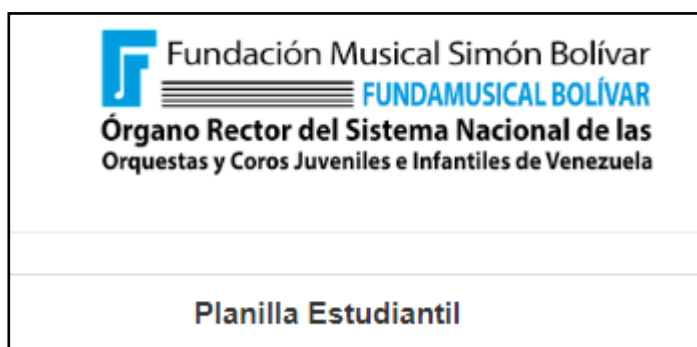 Fundación Musical Simón Bolívar
FUNDAMUSICAL BOLÍVAR
Órgano Rector del Sistema Nacional de las
Orquestas y Coros Juveniles e Infantiles de Venezuela
Planilla Estudiantil